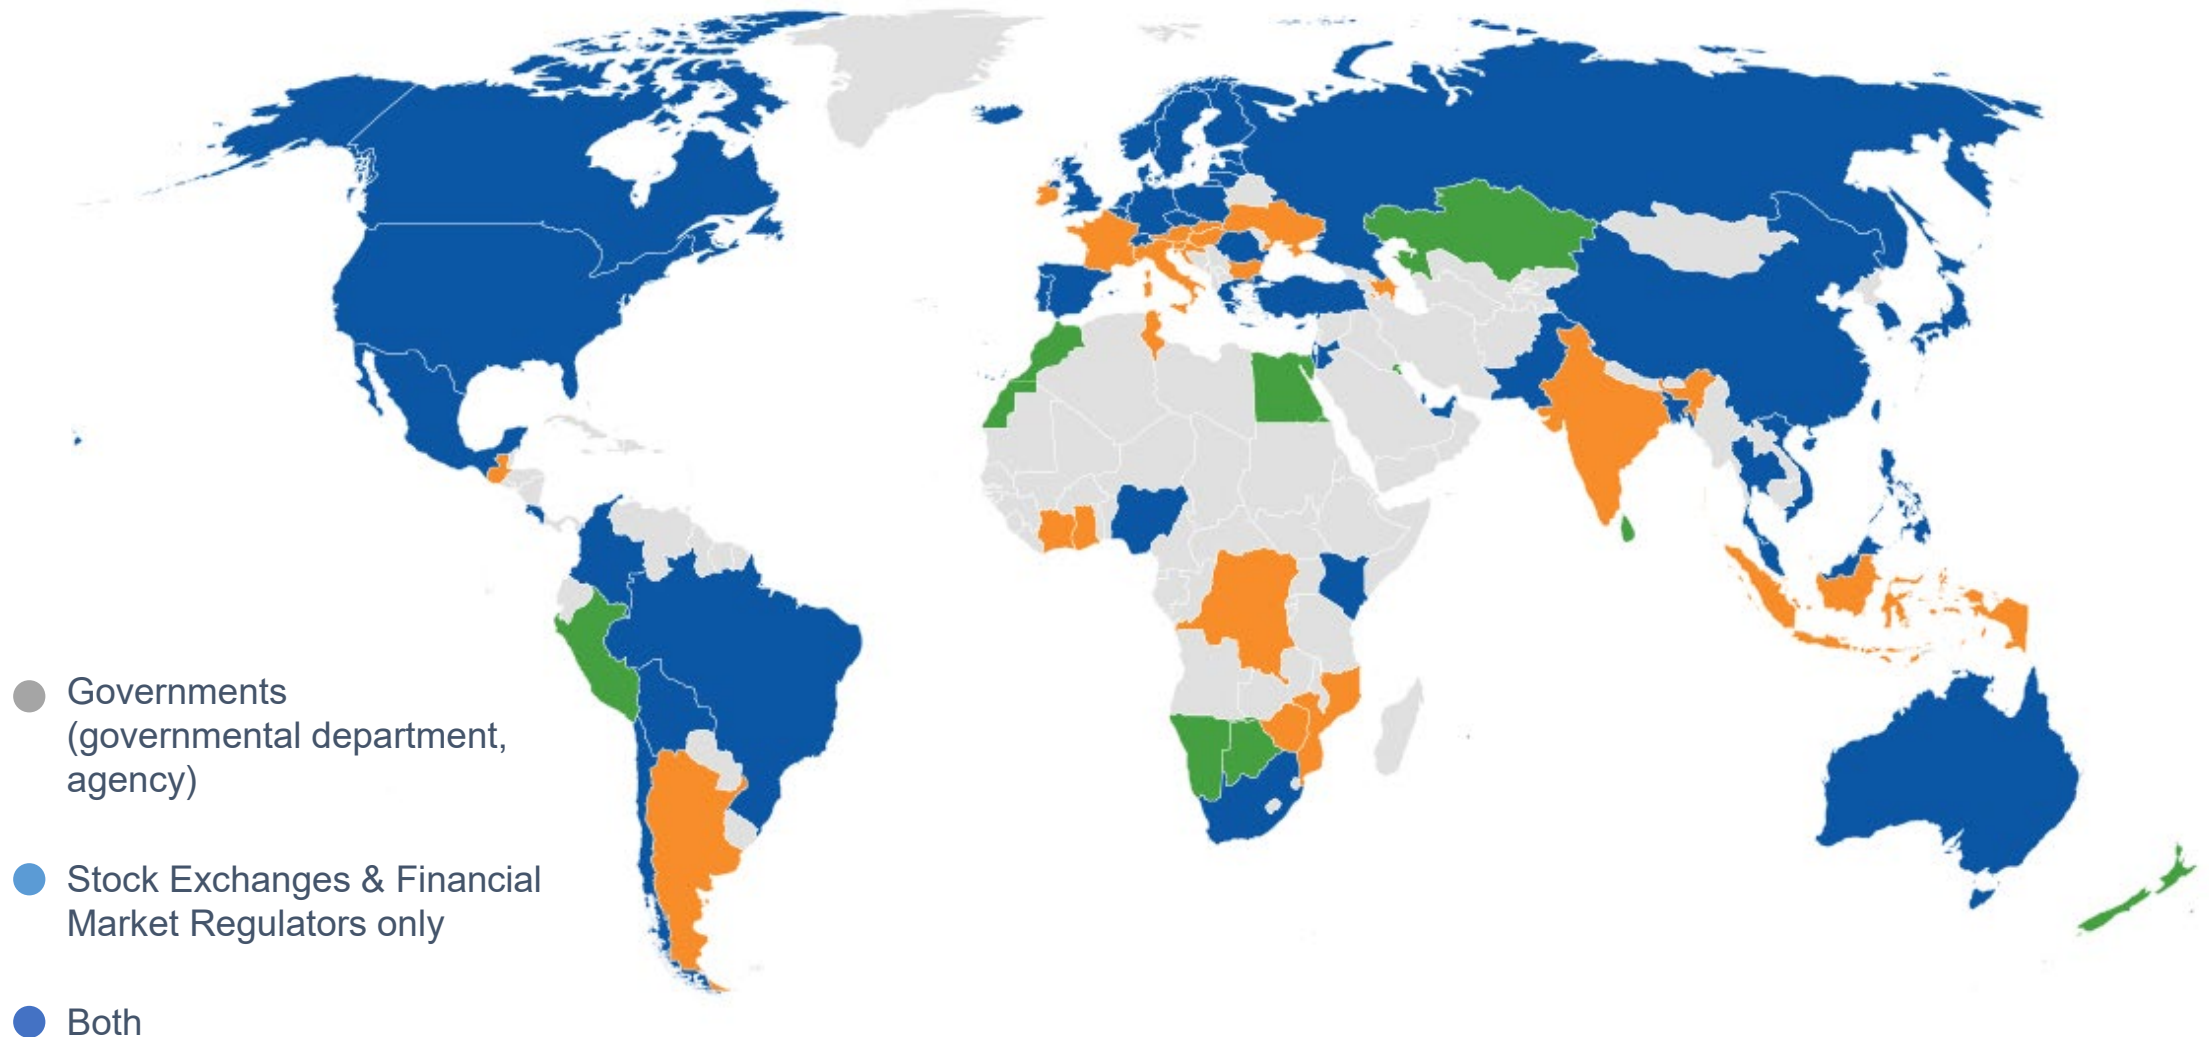 Governments
(governmental department,
agency)
Stock Exchanges & Financial
Market Regulators only
Both